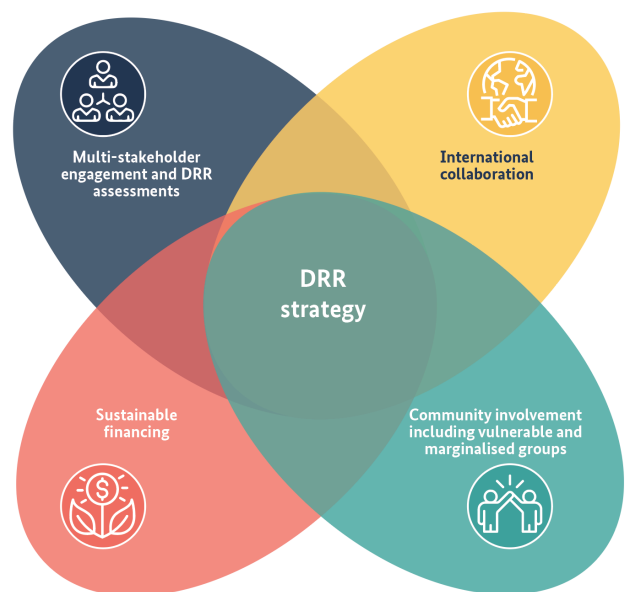 Multi-stakeholder
engagement and DRR
assessments
International
collaboration
DRR
strategy
Sustainable
financing
Community involvement
including vulnerable and
marginalised groups
$